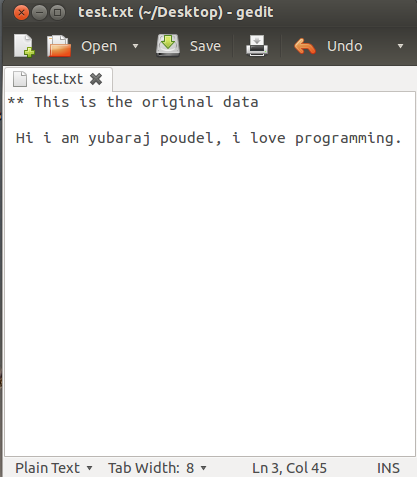 test.txt (~/Desktop) - gedit
Open Save Undo
test.txt
** This is the original data
Hi i am yubaraj poudel, i love programming.
Plain Text Tab Width: 8 Ln 3, Col 45 INS